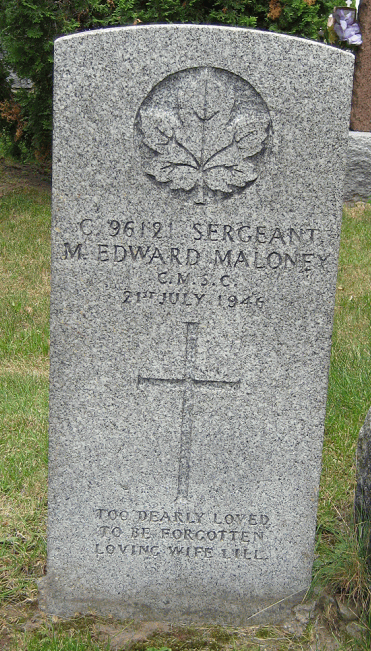 C. 96121 SERGEANT
M. EDWARD MALONEY
C.M.S.C.
21ST JULY 1946
TOO DEARLY LOVED
TO BE FORGOTTEN
LOVING WIFE LILL.